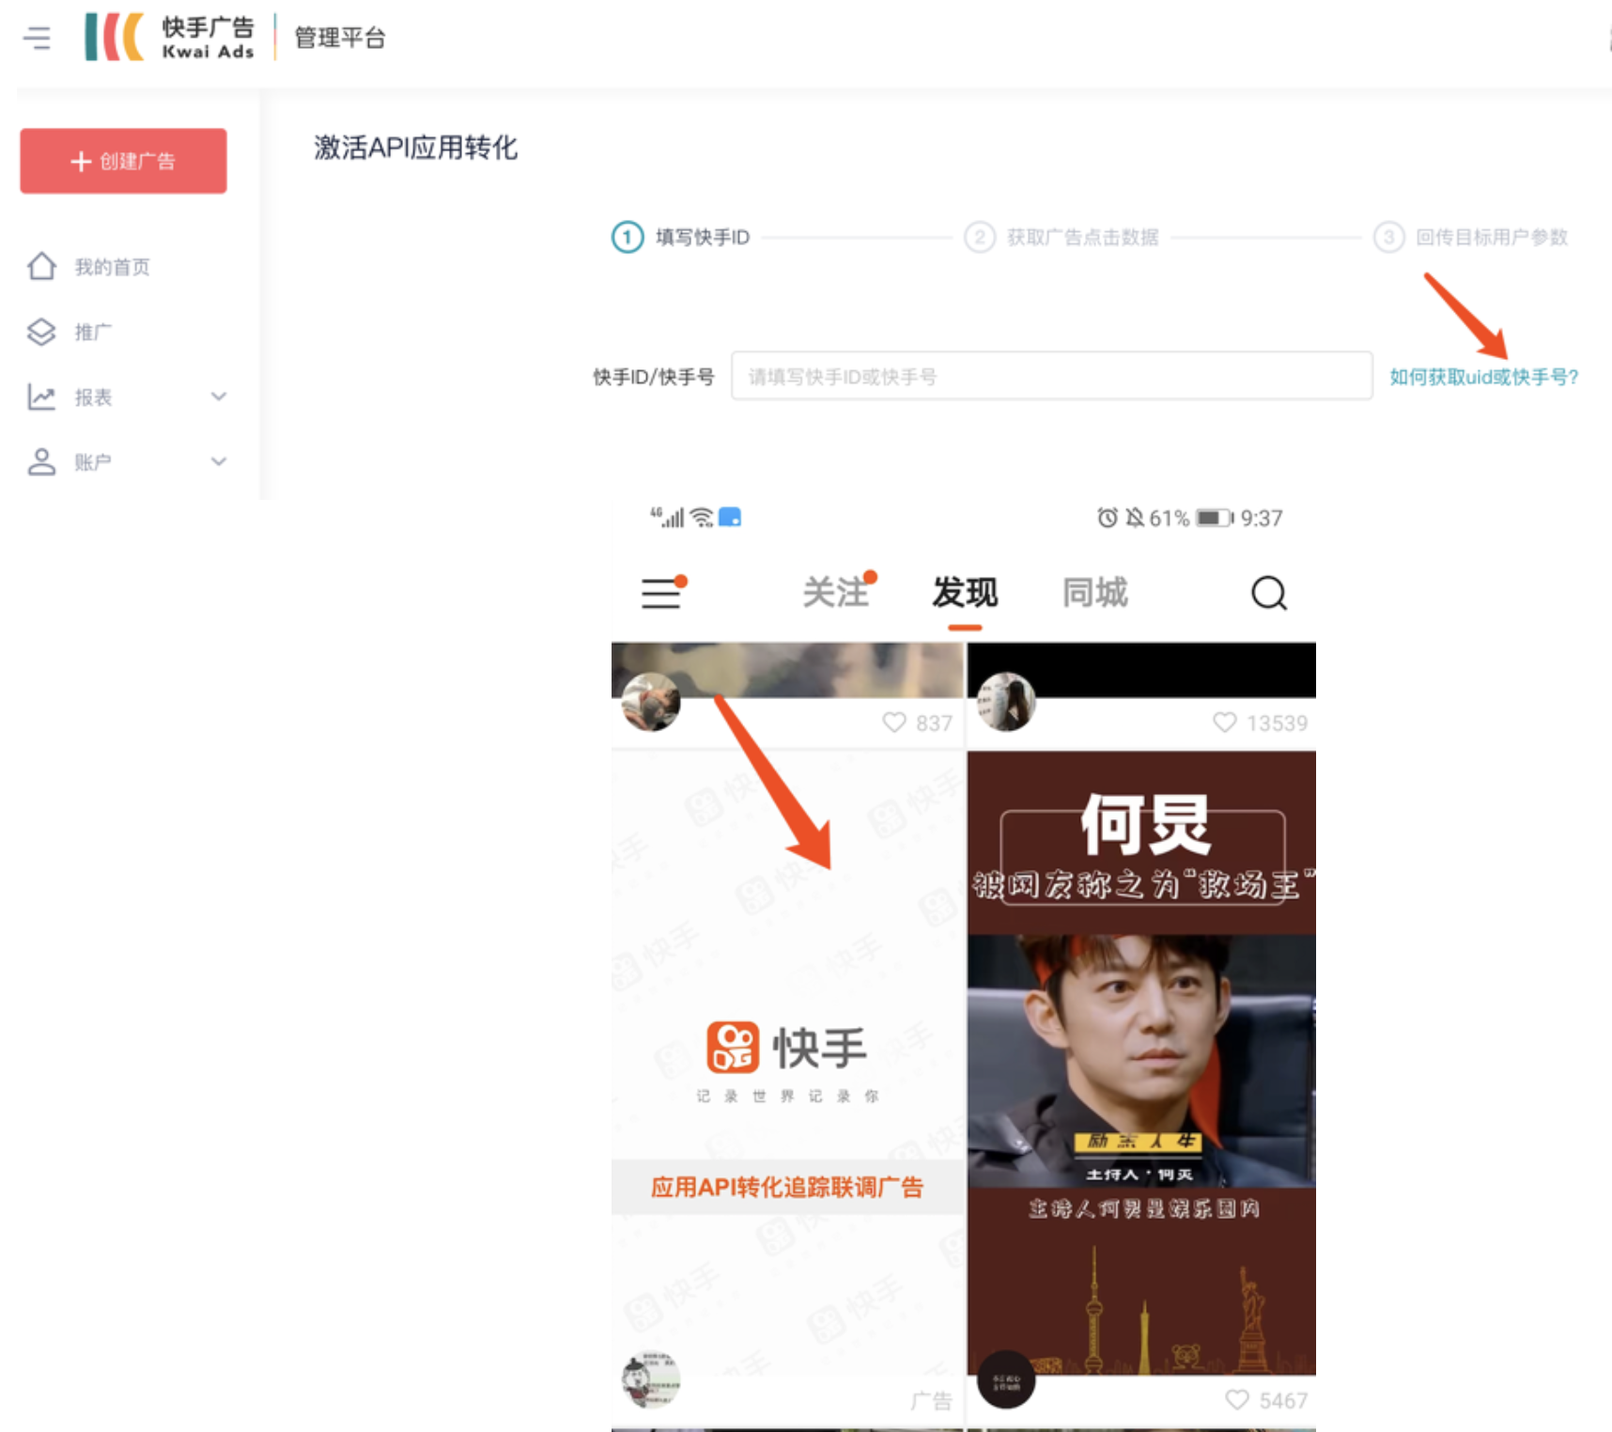 快手广告
Kwai Ads
管理平台
创建广告
激活API应用转化
1 填写快手ID
2 获取广告点击数据
3 回传目标用户参数
我的首页
推广
报表
账户
快手ID/快手号
请填写快手ID或快手号
如何获取uid或快手号?
4G
61%
9:37
关注
发现
同城
837
13539
快手
记录世界记录你
应用API转化追踪联调广告
广告
何炅
被网友称之为“救场王”
励志人生
主持人·何炅
主持人何炅是娱乐圈内
5467